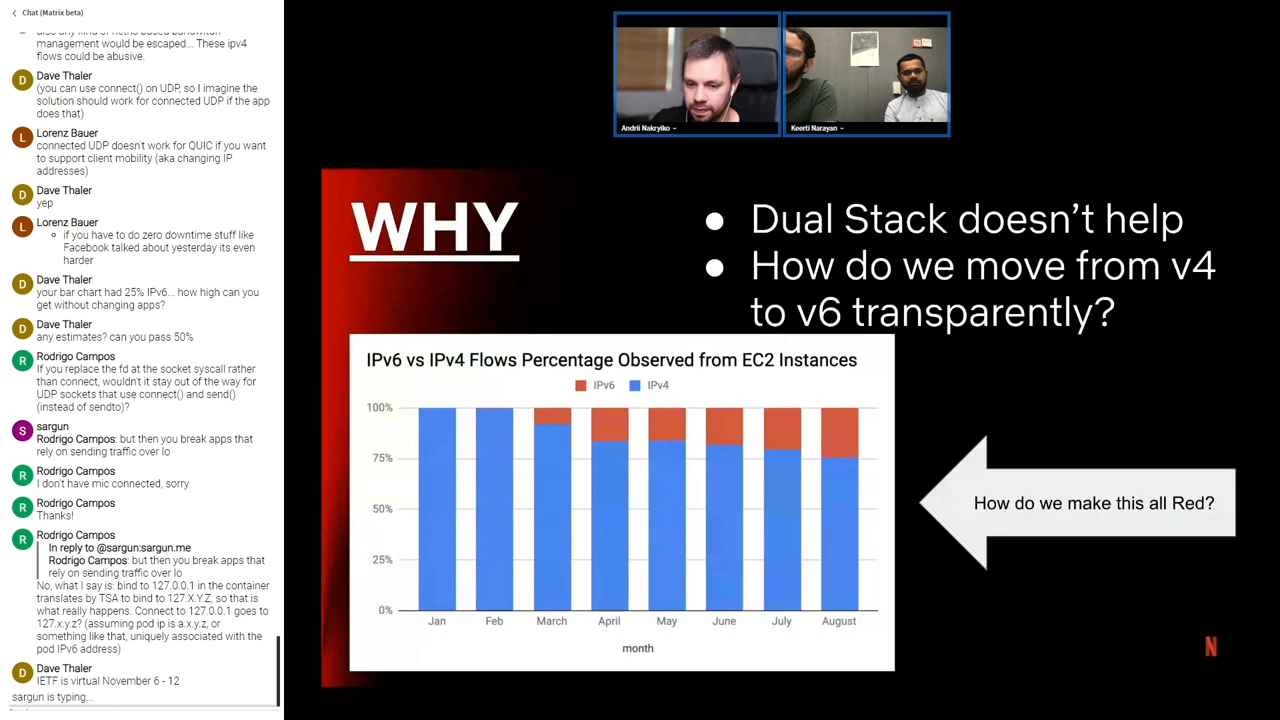 Chat (Matrix beta)
management would be escaped... These ipv4
flows could be abusive.
D
Dave Thaler
(you can use connect() on UDP, so I imagine the
solution should work for connected UDP if the app
does that)
L
Lorenz Bauer
connected UDP doesn't work for QUIC if you want
to support client mobility (aka changing IP
addresses)
D
Dave Thaler
yep
L
Lorenz Bauer
if you have to do zero downtime stuff like
Facebook talked about yesterday its even
harder
D
Dave Thaler
your bar chart had 25% IPv6... how high can you
get without changing apps?
D
Dave Thaler
any estimates? can you pass 50%
R
Rodrigo Campos
If you replace the fd at the socket syscall rather
than connect, wouldn't it stay out of the way for
UDP sockets that use connect() and send()
(instead of sendto)?
S
sargun
Rodrigo Campos: but then you break apps that
rely on sending traffic over lo
R
Rodrigo Campos
I don't have mic connected, sorry
R
Rodrigo Campos
Thanks!
R
Rodrigo Campos
In reply to @sargun:sargun.me
Rodrigo Campos: but then you break apps that
rely on sending traffic over lo
No, what I say is: bind to 127.0.0.1 in the container
translates by TSA to bind to 127.X.Y.Z, so that is
what really happens. Connect to 127.0.0.1 goes to
127.x.y.z? (assuming pod ip is a.x.y.z, or
something like that, uniquely associated with the
pod IPv6 address)
D
Dave Thaler
IETF is virtual November 6 - 12
sargun is typing...
Andrii Nakryiko
Keerti Narayan
WHY
● Dual Stack doesn't help
● How do we move from v4
to v6 transparently?
IPv6 vs IPv4 Flows Percentage Observed from EC2 Instances
IPv6 IPv4
100%
75%
50%
25%
0%
Jan Feb March April May June July August
month
How do we make this all Red?
N